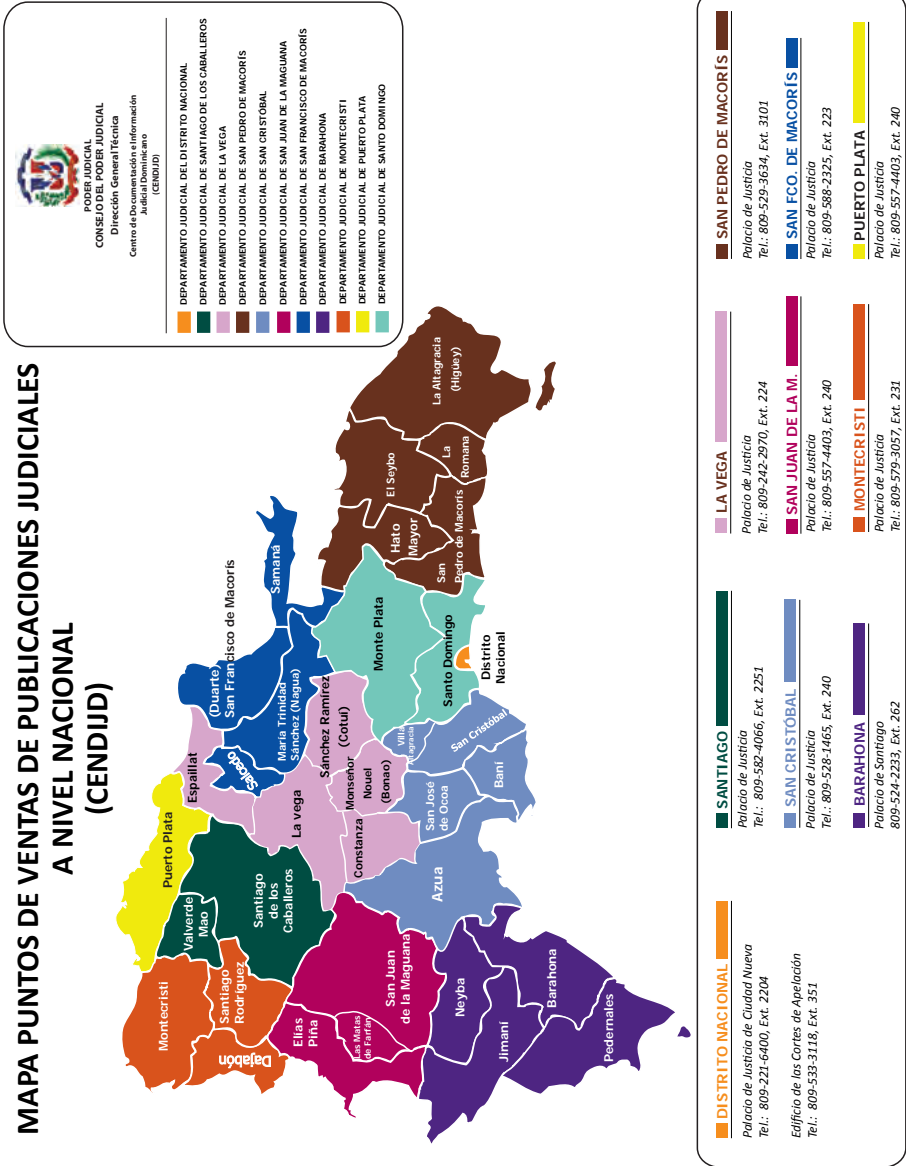 MAPA PUNTOS DE VENTAS DE PUBLICACIONES JUDICIALES
A NIVEL NACIONAL
(CENDIJD)
PODER JUDICIAL
CONSEJO DEL PODER JUDICIAL
Dirección General Técnica
Centro de Documentación e Información
Judicial Dominicano
(CENDIJD)
DEPARTAMENTO JUDICIAL DEL DISTRITO NACIONAL
DEPARTAMENTO JUDICIAL DE SANTIAGO DE LOS CABALLEROS
DEPARTAMENTO JUDICIAL DE LA VEGA
DEPARTAMENTO JUDICIAL DE SAN PEDRO DE MACORÍS
DEPARTAMENTO JUDICIAL DE SAN CRISTÓBAL
DEPARTAMENTO JUDICIAL DE SAN JUAN DE LA MAGUANA
DEPARTAMENTO JUDICIAL DE SAN FRANCISCO DE MACORÍS
DEPARTAMENTO JUDICIAL DE BARAHONA
DEPARTAMENTO JUDICIAL DE MONTECRISTI
DEPARTAMENTO JUDICIAL DE PUERTO PLATA
DEPARTAMENTO JUDICIAL DE SANTO DOMINGO
Montecristi
Dajabón
Santiago
Rodríguez
Valverde
Mao
Puerto Plata
Santiago
de los
Caballeros
Espaillat
Salcedo
(Duarte)
San Francisco de Macorís
María Trinidad
Sánchez (Nagua)
Samaná
La vega
Sánchez Ramírez
(Cotuí)
Monseñor
Nouel
(Bonao)
Constanza
Elías
Piña
Las Matas
de Farfán
San Juan
de la Maguana
Azua
San José
de Ocoa
Baní
San Cristóbal
Villa
Altagracia
Monte Plata
Santo Domingo
Distrito
Nacional
Hato
Mayor
El Seybo
San
Pedro de Macorís
La
Romana
La Altagracia
(Higüey)
Neyba
Jimaní
Barahona
Pedernales
DISTRITO NACIONAL
Palacio de Justicia de Ciudad Nueva
Tel.: 809-221-6400, Ext. 2204
Edificio de las Cortes de Apelación
Tel.: 809-533-3118, Ext. 351
SANTIAGO
Palacio de Justicia
Tel.: 809-582-4066, Ext. 2251
SAN CRISTÓBAL
Palacio de Justicia
Tel.: 809-528-1465, Ext. 240
BARAHONA
Palacio de Santiago
809-524-2233, Ext. 262
LA VEGA
Palacio de Justicia
Tel.: 809-242-2970, Ext. 224
SAN JUAN DE LA M.
Palacio de Justicia
Tel.: 809-557-4403, Ext. 240
MONTECRISTI
Palacio de Justicia
Tel.: 809-579-3057, Ext. 231
SAN PEDRO DE MACORÍS
Palacio de Justicia
Tel.: 809-529-3634, Ext. 3101
SAN FCO. DE MACORÍS
Palacio de Justicia
Tel.: 809-588-2325, Ext. 223
PUERTO PLATA
Palacio de Justicia
Tel.: 809-557-4403, Ext. 240